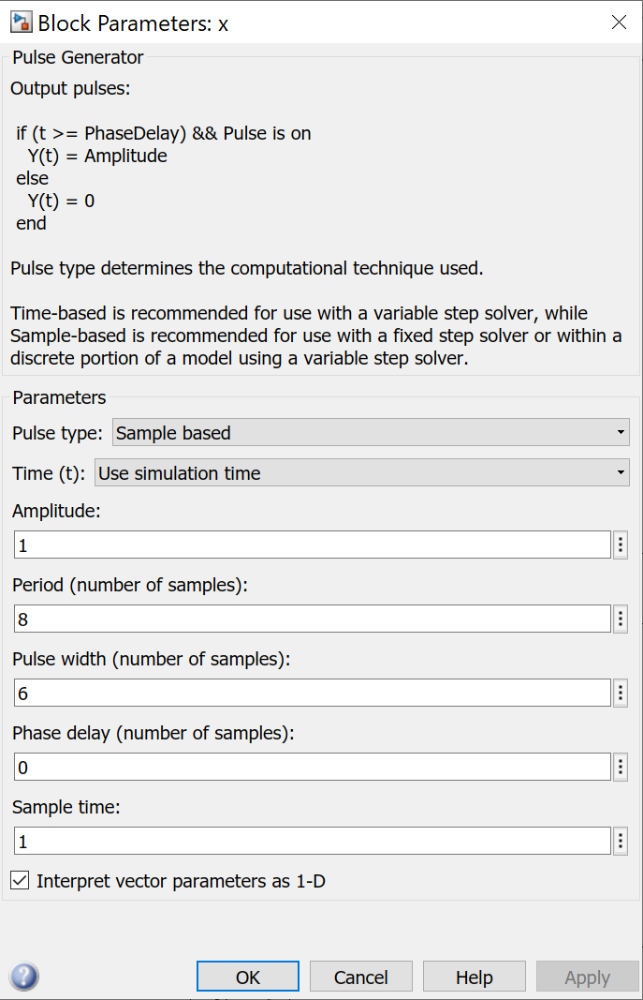 Block Parameters: x
Pulse Generator
Output pulses:
if (t >= PhaseDelay) && Pulse is on
Y(t) = Amplitude
else
Y(t) = 0
end
Pulse type determines the computational technique used.
Time-based is recommended for use with a variable step solver, while
Sample-based is recommended for use with a fixed step solver or within a
discrete portion of a model using a variable step solver.
Parameters
Pulse type: Sample based
Time (t): Use simulation time
Amplitude:
1
Period (number of samples):
8
Pulse width (number of samples):
6
Phase delay (number of samples):
0
Sample time:
1
Interpret vector parameters as 1-D
? OK Cancel Help Apply